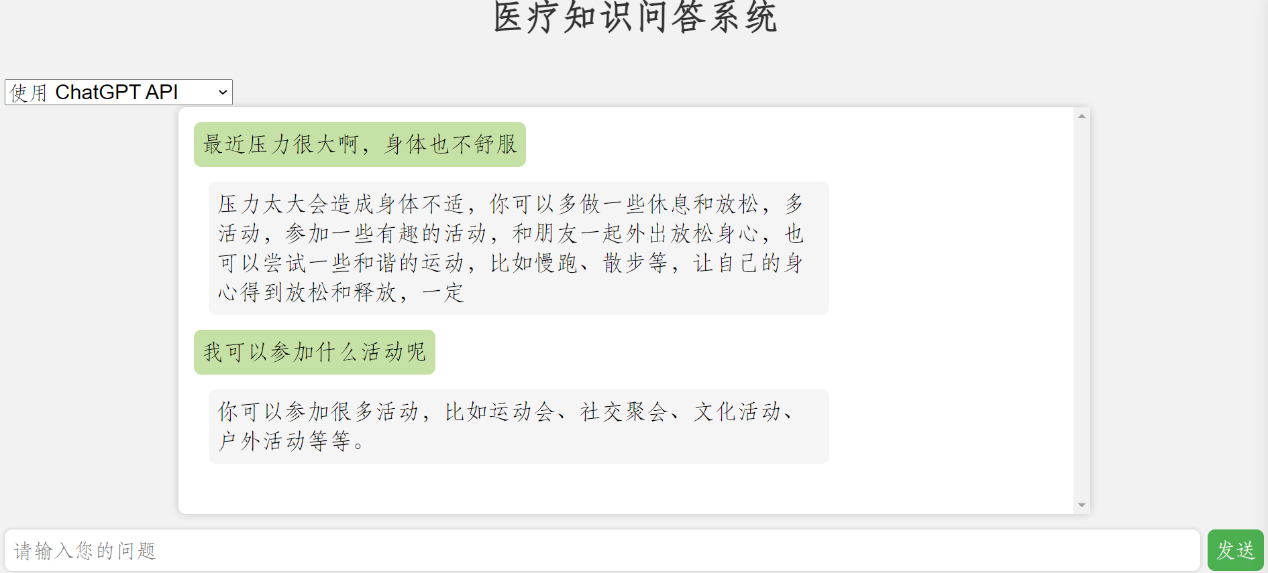 医疗知识问答系统
使用 ChatGPT API
最近压力很大啊，身体也不舒服
压力太大会造成身体不适，你可以多做一些休息和放松，多
活动，参加一些有趣的活动，和朋友一起外出放松身心，也
可以尝试一些和谐的运动，比如慢跑、散步等，让自己的身
心得到放松和释放，一定
我可以参加什么活动呢
你可以参加很多活动，比如运动会、社交聚会、文化活动、
户外活动等等。
请输入您的问题
发送